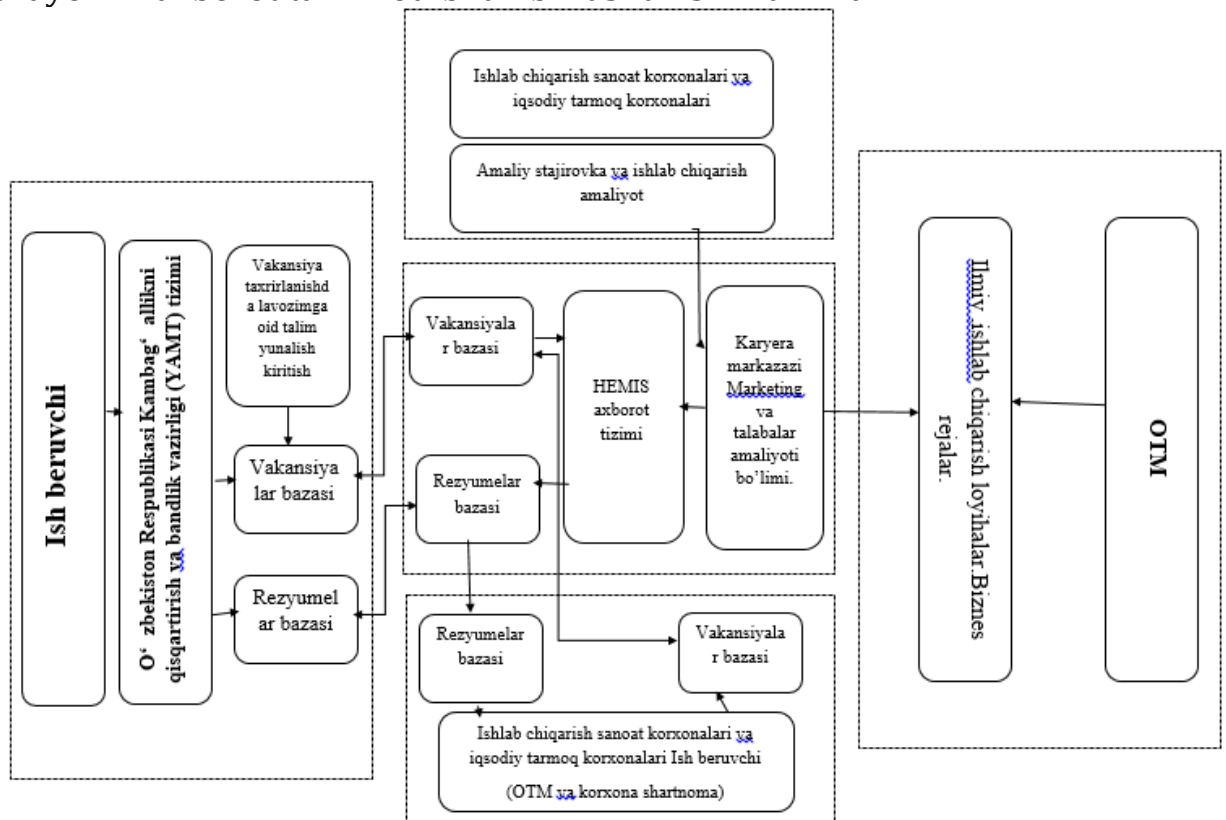 Ishlab chiqarish sanoat korxonalari va
iqsodiy tarmoq korxonalari
Amaliy stajirovka va ishlab chiqarish
amaliyot
Ish beruvchi
O‘ zbekiston Respublikasi Kambag‘ allikni
qisqartirish va bandlik vazirligi (YAMT) tizimi
Vakansiya
taxrirlanishd
a lavozimga
oid talim
yunalish
kiritish
Vakansiya
lar bazasi
Rezyumel
ar bazasi
Vakansiyala
r bazasi
Rezyumelar
bazasi
HEMIS
axborot
tizimi
Karyera
markazazi
Marketing
va
talabalar
amaliyoti
bo’limi.
Ilmiy ,ishlab chiqarish loyihalar.Biznes
rejalar.
OTM
Rezyumelar
bazasi
Vakansiyala
r bazasi
Ishlab chiqarish sanoat korxonalari va
iqsodiy tarmoq korxonalari Ish beruvchi
(OTM va korxona shartnoma)